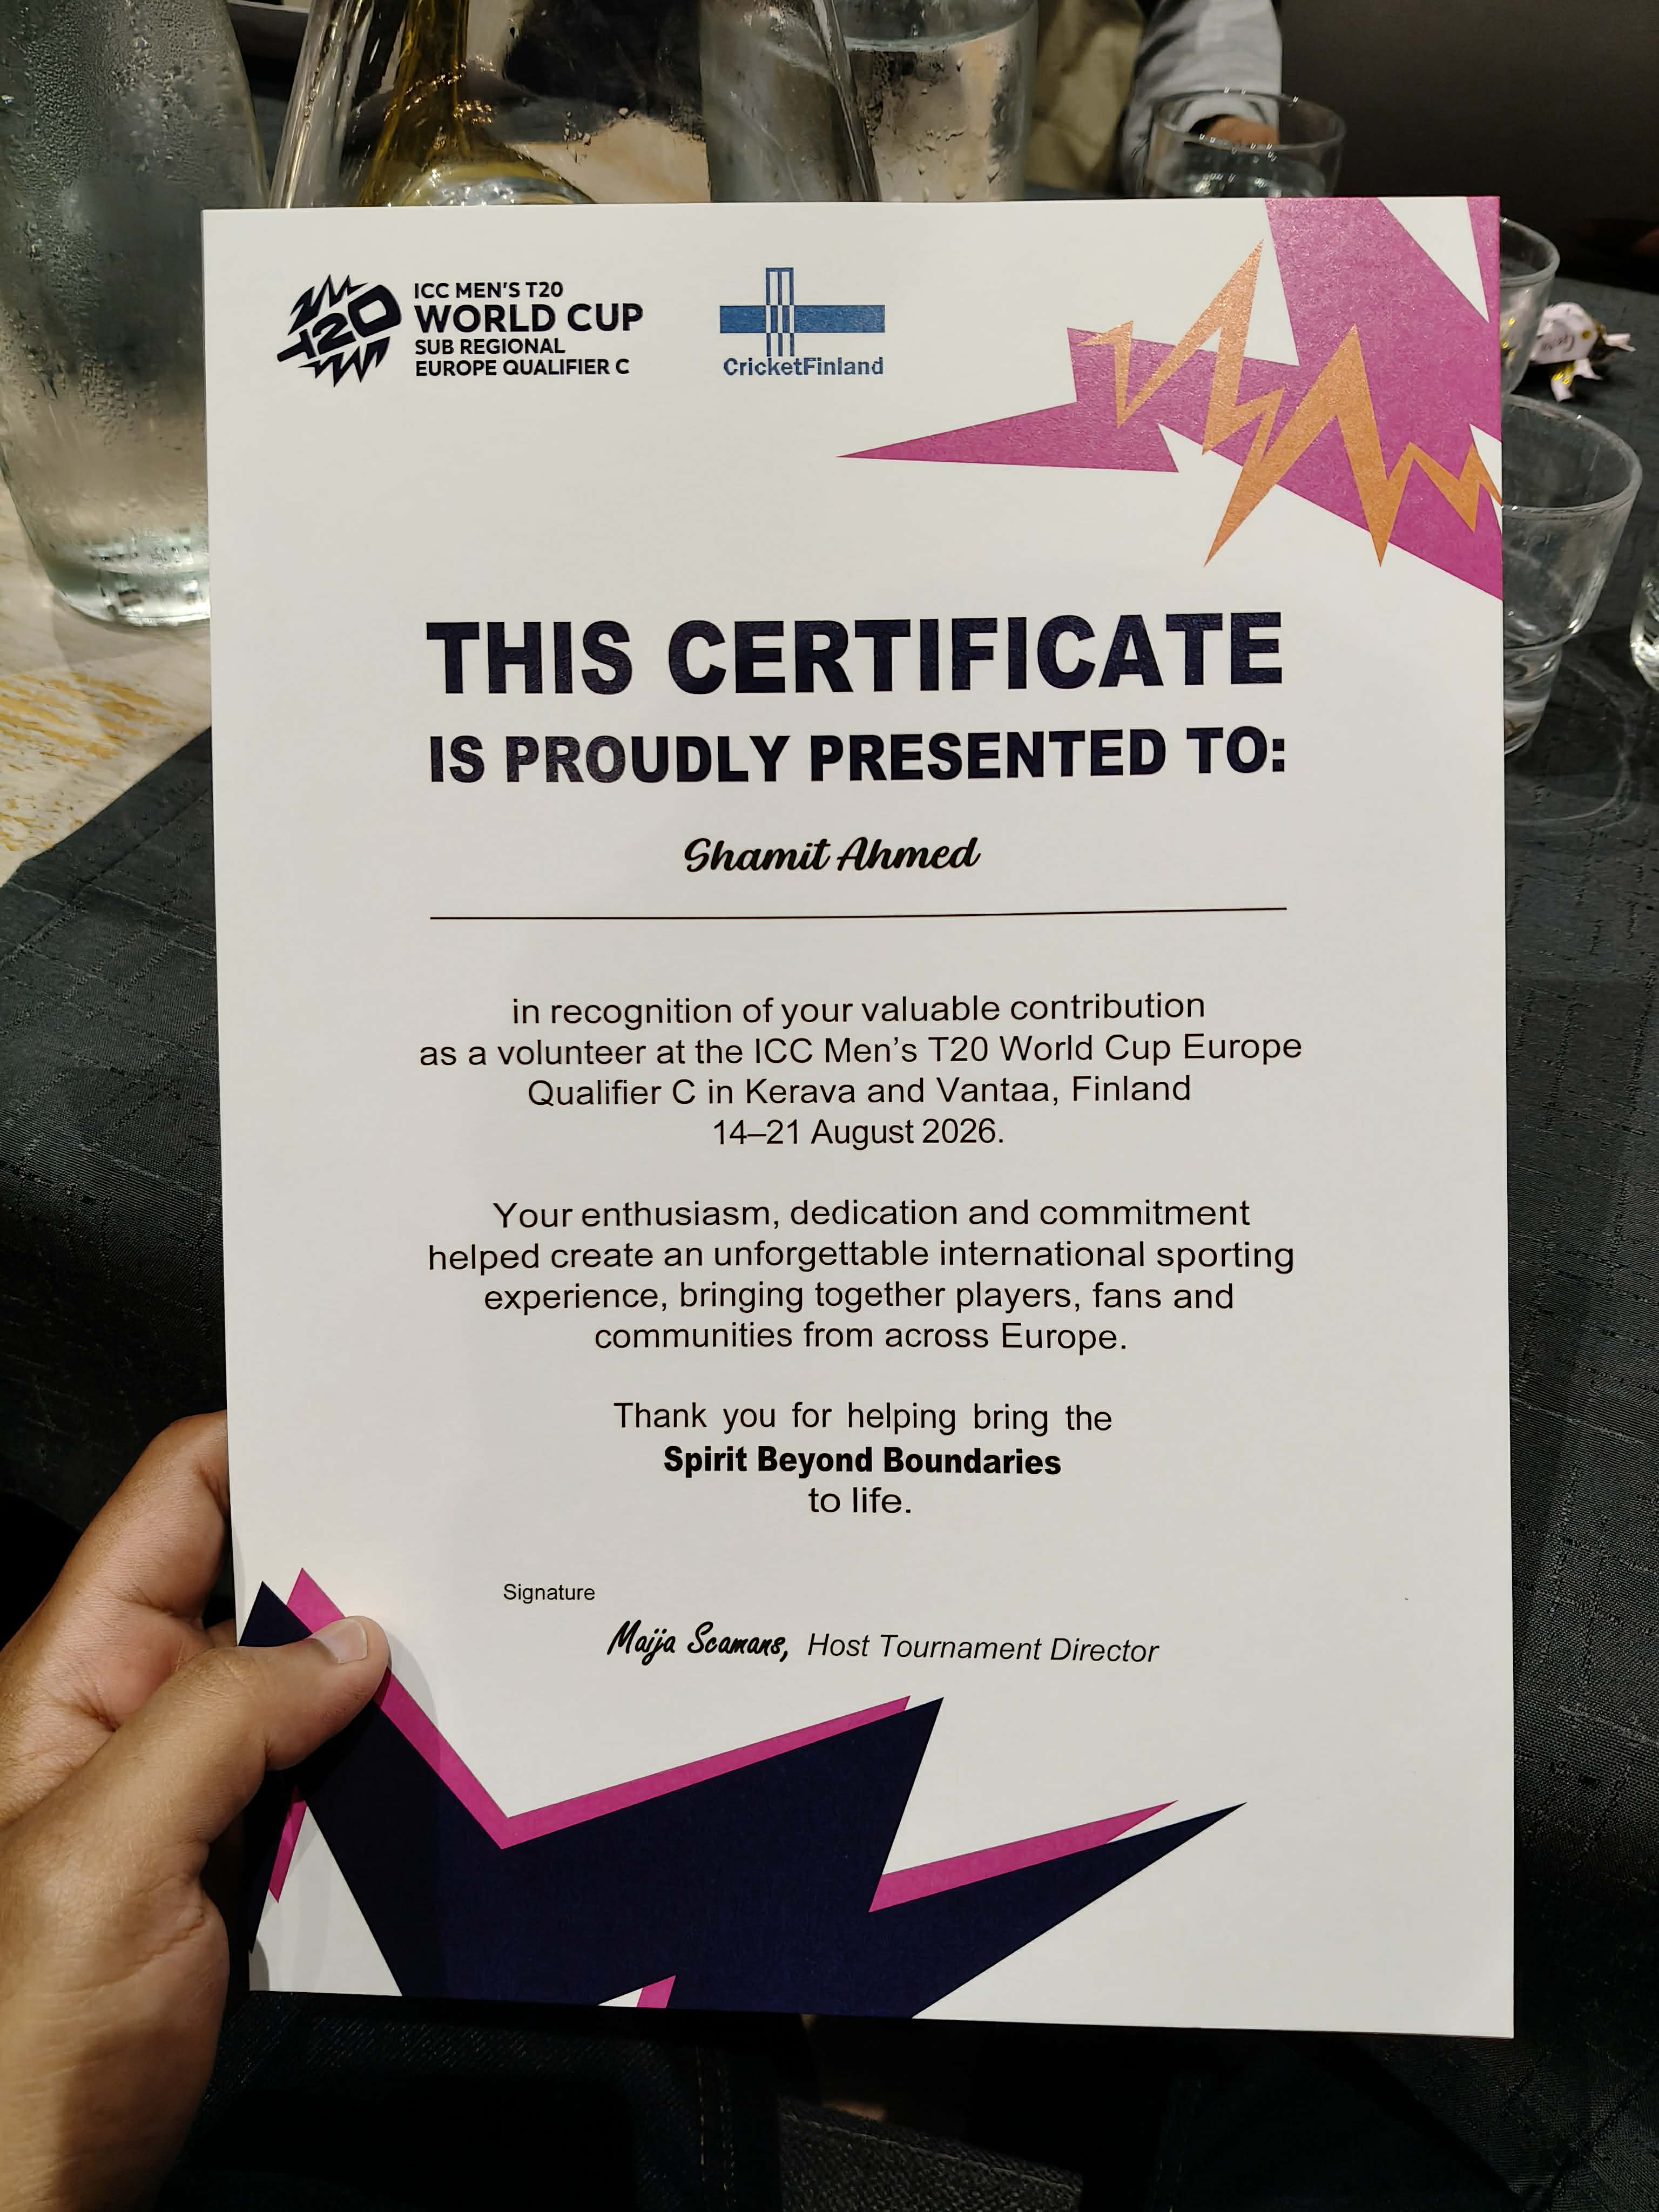 T20
ICC MEN'S T20
WORLD CUP
SUB REGIONAL
EUROPE QUALIFIER C
CricketFinland
THIS CERTIFICATE
IS PROUDLY PRESENTED TO:
Shamit Ahmed
in recognition of your valuable contribution
as a volunteer at the ICC Men’s T20 World Cup Europe
Qualifier C in Kerava and Vantaa, Finland
14–21 August 2026.
Your enthusiasm, dedication and commitment
helped create an unforgettable international sporting
experience, bringing together players, fans and
communities from across Europe.
Thank you for helping bring the
Spirit Beyond Boundaries
to life.
Signature
Maija Scamans, Host Tournament Director